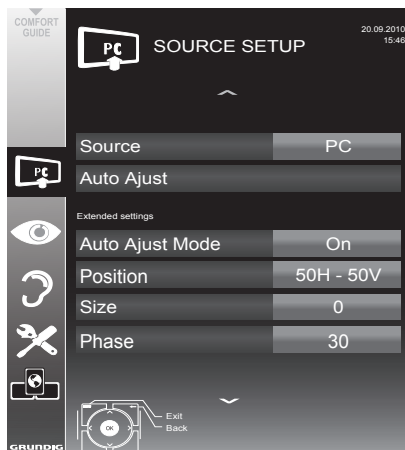 COMFORT
GUIDE
PC
SOURCE SETUP
20.09.2010
15:46
Source PC
PC
Auto Ajust
Extended settings
Auto Ajust Mode On
Position 50H - 50V
Size 0
Phase 30
Exit
OK
Back
GRUNDIG